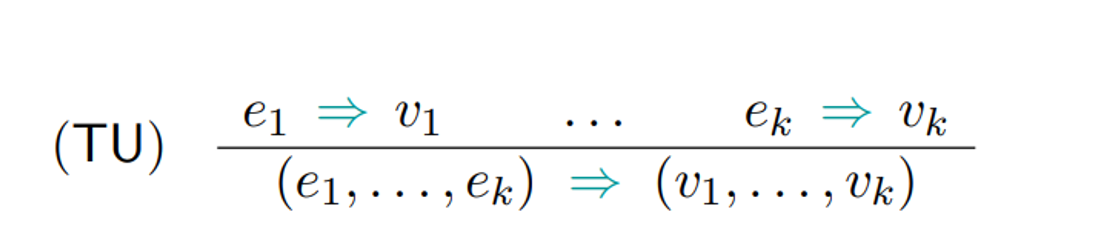 e₁ ⇒ v₁ … eₖ ⇒ vₖ
(TU)
(e₁, …, eₖ) ⇒ (v₁, …, vₖ)